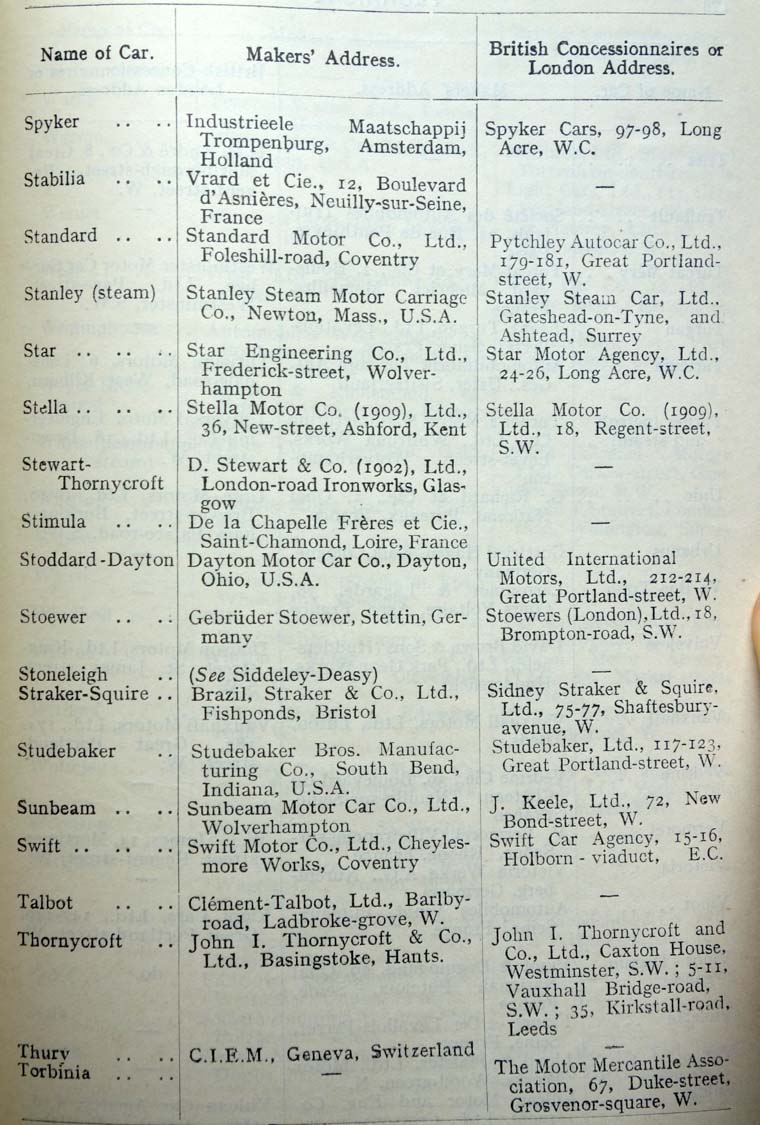 Name of Car.
Makers' Address.
British Concessionnaires or
London Address.
Spyker .. ..
Industrieele Maatschappij
Trompenburg, Amsterdam,
Holland
Spyker Cars, 97-98, Long
Acre, W.C.
Stabilia .. ..
Vrard et Cie., 12, Boulevard
d'Asnières, Neuilly-sur-Seine,
France
—
Standard .. ..
Standard Motor Co., Ltd.,
Foleshill-road, Coventry
Pytchley Autocar Co., Ltd.,
179-181, Great Portland-
street, W.
Stanley (steam)
Stanley Steam Motor Carriage
Co., Newton, Mass., U.S.A.
Stanley Steam Car, Ltd.,
Gateshead-on-Tyne, and
Ashtead, Surrey
Star .. .. ..
Star Engineering Co., Ltd.,
Frederick-street, Wolver-
hampton
Star Motor Agency, Ltd.,
24-26, Long Acre, W.C.
Stella .. .. ..
Stella Motor Co. (1909), Ltd.,
36, New-street, Ashford, Kent
Stella Motor Co. (1909),
Ltd., 18, Regent-street,
S.W.
Stewart-
Thornycroft
D. Stewart & Co. (1902), Ltd.,
London-road Ironworks, Glas-
gow
—
Stimula .. ..
De la Chapelle Frères et Cie.,
Saint-Chamond, Loire, France
—
Stoddard-Dayton
Dayton Motor Car Co., Dayton,
Ohio, U.S.A.
United International
Motors, Ltd., 212-214,
Great Portland-street, W.
Stoewer .. ..
Gebrüder Stoewer, Stettin, Ger-
many
Stoewers (London), Ltd., 18,
Brompton-road, S.W.
Stoneleigh ..
(See Siddeley-Deasy)
—
Straker-Squire ..
Brazil, Straker & Co., Ltd.,
Fishponds, Bristol
Sidney Straker & Squire,
Ltd., 75-77, Shaftesbury-
avenue, W.
Studebaker ..
Studebaker Bros. Manufac-
turing Co., South Bend,
Indiana, U.S.A.
Studebaker, Ltd., 117-123,
Great Portland-street, W.
Sunbeam .. ..
Sunbeam Motor Car Co., Ltd.,
Wolverhampton
J. Keele, Ltd., 72, New
Bond-street, W.
Swift .. .. ..
Swift Motor Co., Ltd., Cheyles-
more Works, Coventry
Swift Car Agency, 15-16,
Holborn-viaduct, E.C.
Talbot .. ..
Clément-Talbot, Ltd., Barlby-
road, Ladbroke-grove, W.
—
Thornycroft ..
John I. Thornycroft & Co.,
Ltd., Basingstoke, Hants.
John I. Thornycroft and
Co., Ltd., Caxton House,
Westminster, S.W. ; 5-11,
Vauxhall Bridge-road,
S.W. ; 35, Kirkstall-road,
Leeds
Thury .. ..
C.I.E.M., Geneva, Switzerland
—
Torbinia .. ..
—
The Motor Mercantile Asso-
ciation, 67, Duke-street,
Grosvenor-square, W.